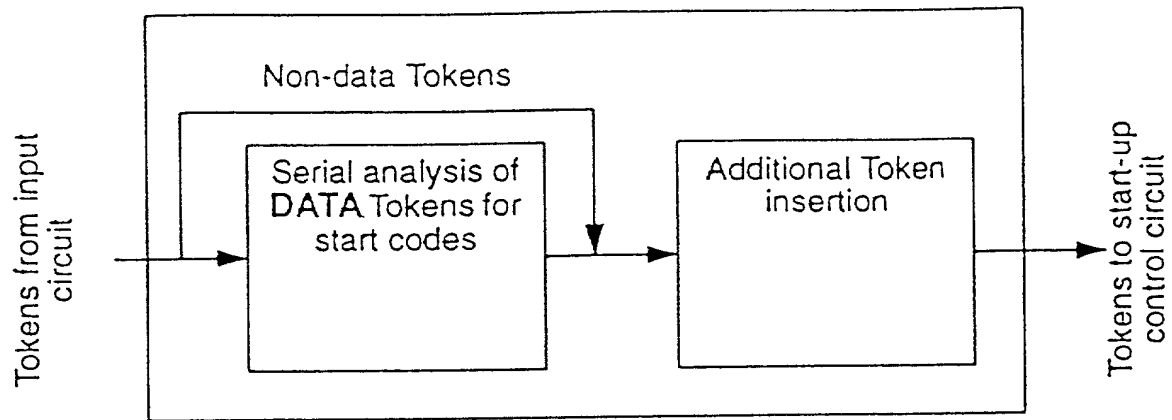 Non-data Tokens
Tokens from input
circuit
Serial analysis of
DATA Tokens for
start codes
Additional Token
insertion
Tokens to start-up
control circuit